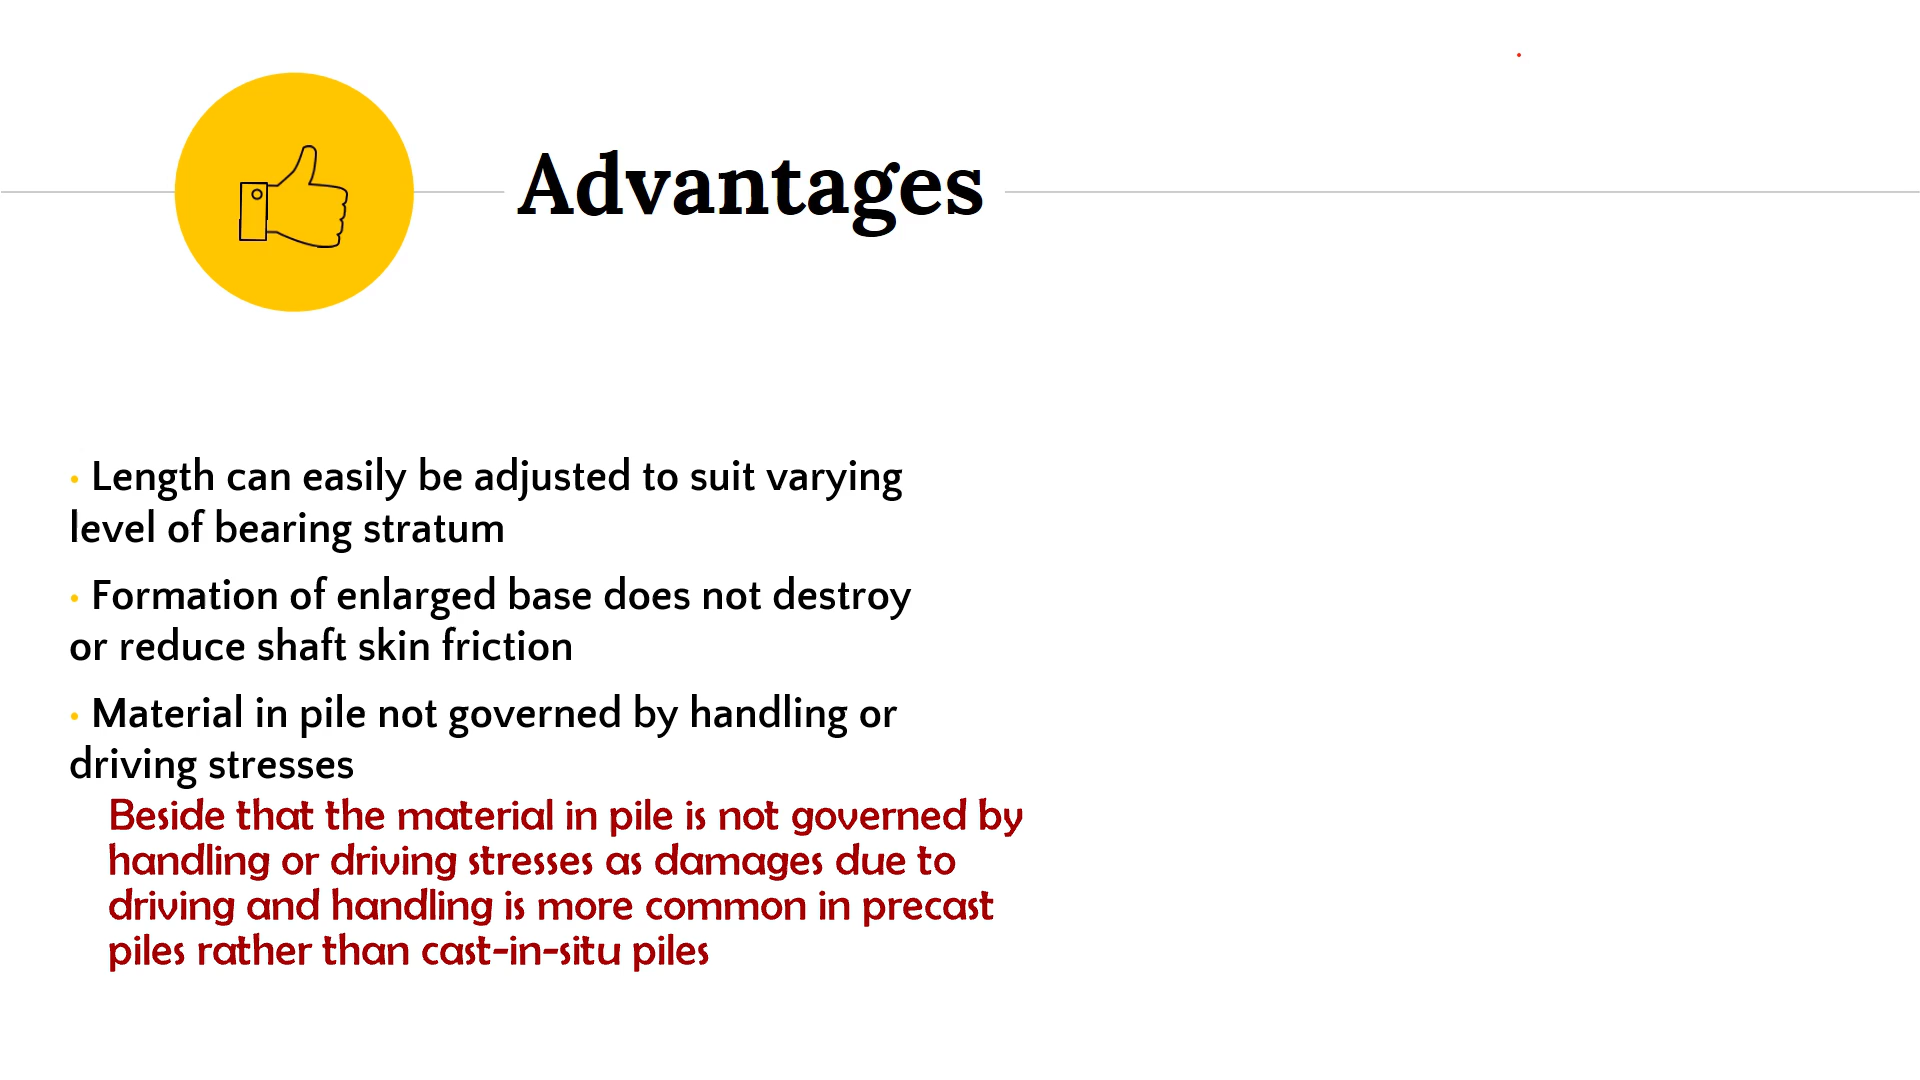 Advantages
• Length can easily be adjusted to suit varying
level of bearing stratum
• Formation of enlarged base does not destroy
or reduce shaft skin friction
• Material in pile not governed by handling or
driving stresses
Beside that the material in pile is not governed by
handling or driving stresses as damages due to
driving and handling is more common in precast
piles rather than cast-in-situ piles